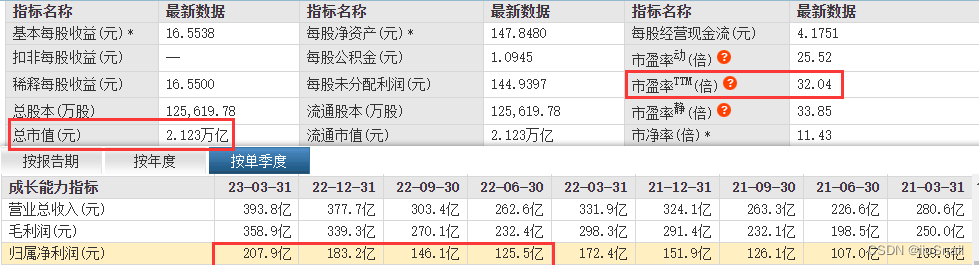 指标名称 最新数据 指标名称 最新数据 指标名称 最新数据
基本每股收益(元)* 16.5538 每股净资产(元)* 147.8480 每股经营现金流(元) 4.1751
扣非每股收益(元) — 每股公积金(元) 1.0945 市盈率动(倍) ? 25.52
稀释每股收益(元) 16.5500 每股未分配利润(元) 144.9397 市盈率TTM(倍) ? 32.04
总股本(万股) 125,619.78 流通股本(万股) 125,619.78 市盈率静(倍) ? 33.85
总市值(元) 2.123万亿 流通市值(元) 2.123万亿 市净率(倍)* 11.43
按报告期 按年度 按单季度
成长能力指标 23-03-31 22-12-31 22-09-30 22-06-30 22-03-31 21-12-31 21-09-30 21-06-30 21-03-31
营业总收入(元) 393.8亿 377.7亿 303.4亿 262.6亿 331.9亿 324.1亿 263.3亿 226.6亿 280.6亿
毛利润(元) 358.9亿 339.3亿 270.1亿 232.4亿 298.3亿 291.4亿 232.1亿 198.5亿 250.0亿
归属净利润(元) 207.9亿 183.2亿 146.1亿 125.5亿 172.4亿 151.9亿 126.1亿 107.0亿 139.5亿